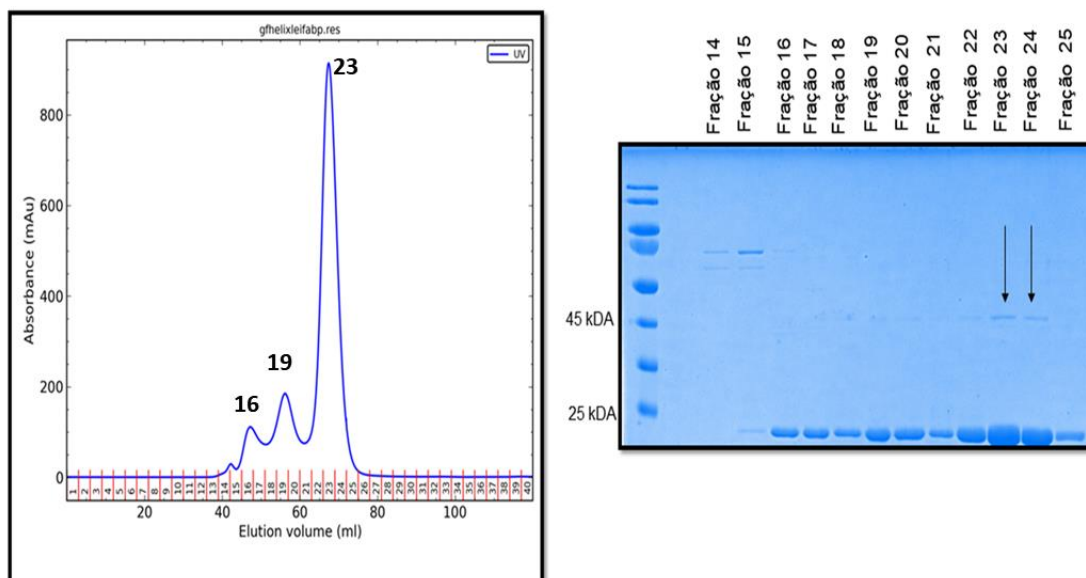 gfhelixleifabp.res
UV
23
19
16
Absorbance (mAu)
800
600
400
200
0
1 2 3 4 5 6 7 8 9 10 11 12 13 14 15 16 17 18 19 20 21 22 23 24 25 26 27 28 29 30 31 32 33 34 35 36 37 38 39 40
20 40 60 80 100
Elution volume (ml)
Fração 14
Fração 15
Fração 16
Fração 17
Fração 18
Fração 19
Fração 20
Fração 21
Fração 22
Fração 23
Fração 24
Fração 25
45 kDA
25 kDA